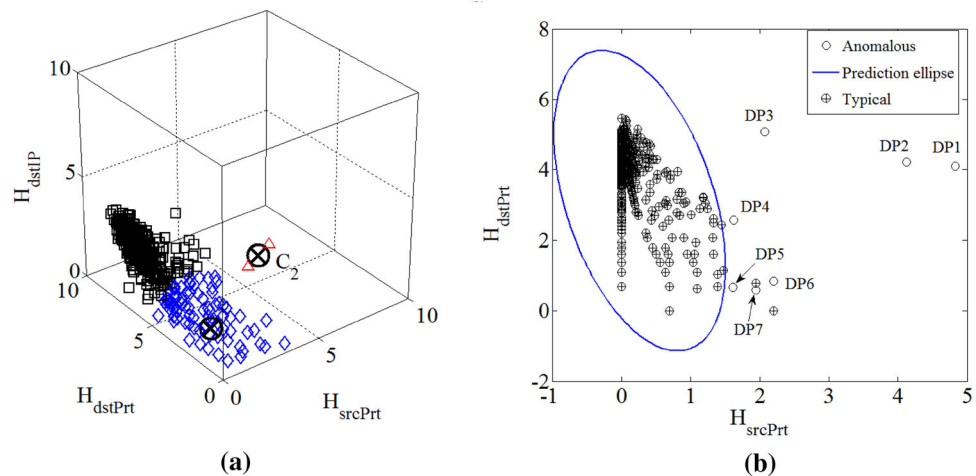 10
5
0
10
5
0
0
5
10
H_dstIP
H_dstPrt
H_srcPrt
C_2
(a)
8
6
4
2
0
-2
-1
0
1
2
3
4
5
H_dstPrt
H_srcPrt
Anomalous
Prediction ellipse
Typical
DP3
DP2
DP1
DP4
DP5
DP6
DP7
(b)